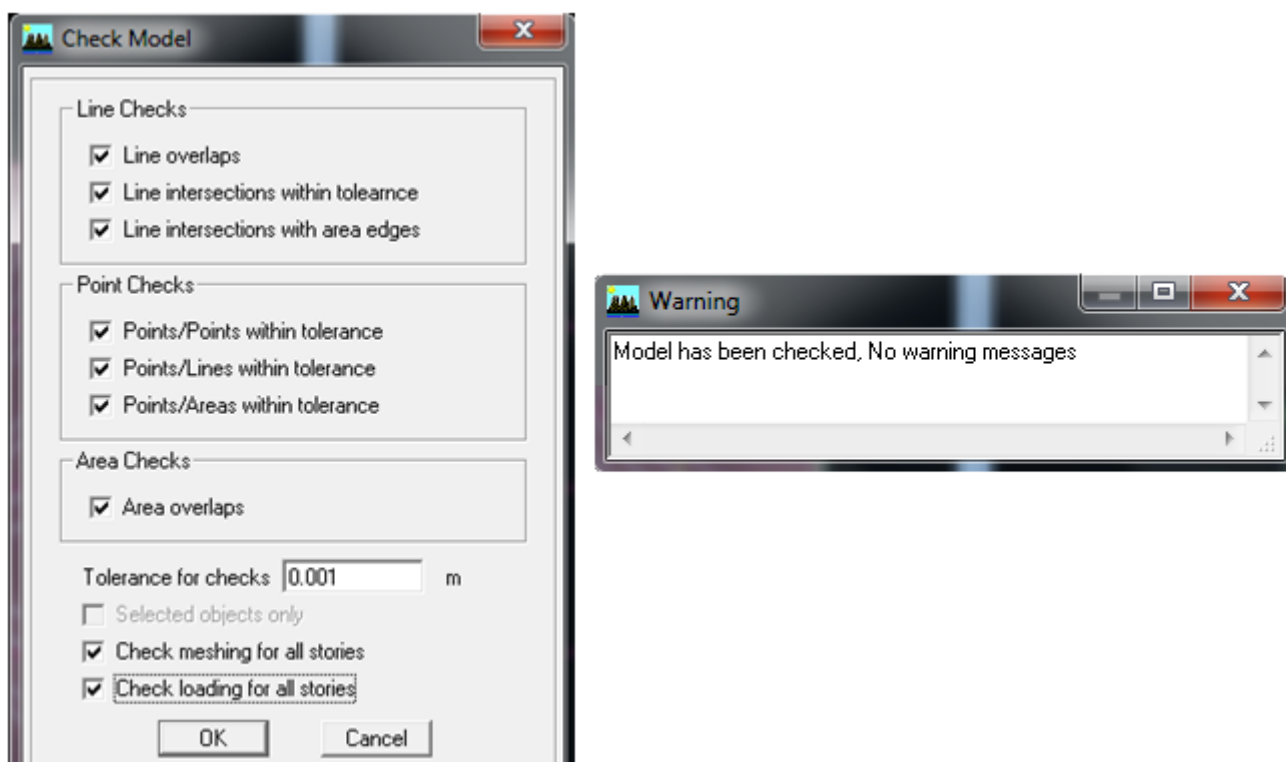 Check Model
Line Checks
Line overlaps
Line intersections within tolearnce
Line intersections with area edges
Point Checks
Points/Points within tolerance
Points/Lines within tolerance
Points/Areas within tolerance
Area Checks
Area overlaps
Tolerance for checks 0.001 m
Selected objects only
Check meshing for all stories
Check loading for all stories
OK Cancel
Warning
Model has been checked, No warning messages